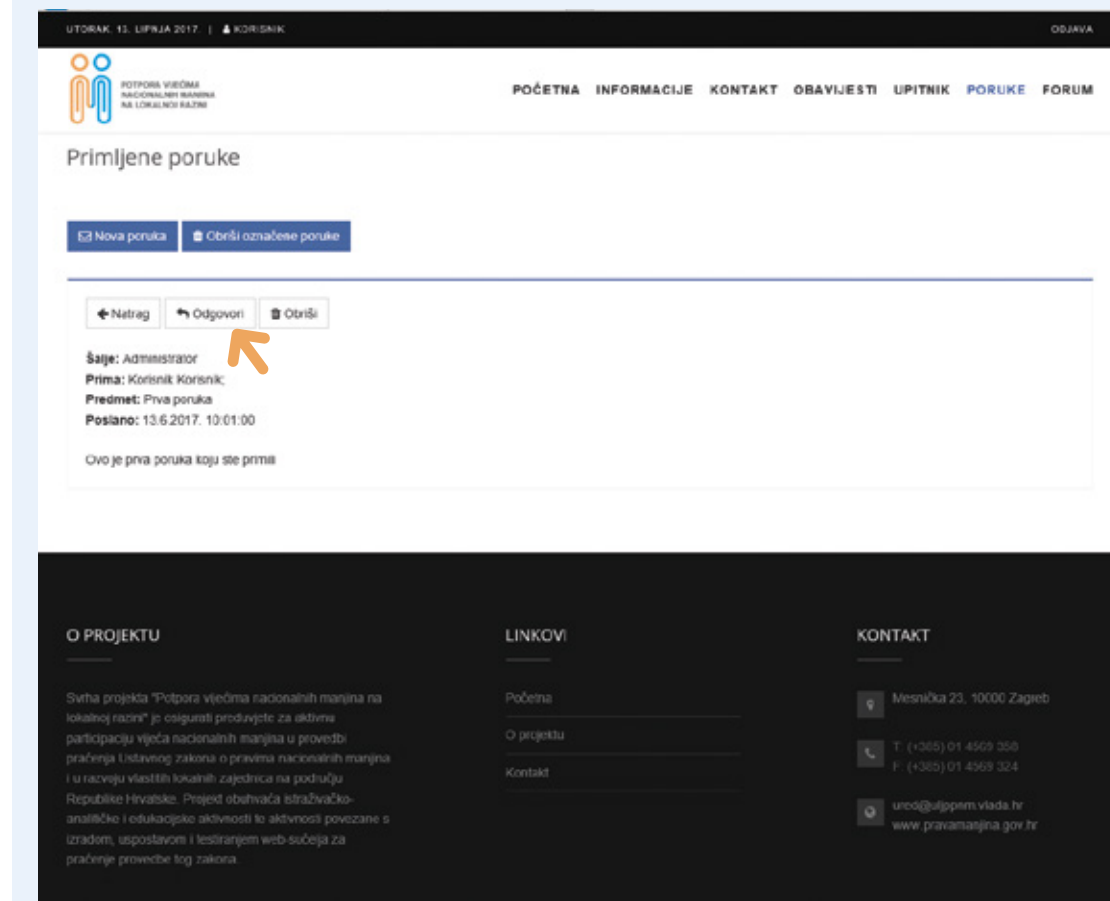 UTORAK, 13. LIPNJA 2017. | KORISNIK
ODJAVA
POTPORA VIJEĆIMA
NACIONALNIH MANJINA
NA LOKALNOJ RAZINI
POČETNA INFORMACIJE KONTAKT OBAVIJESTI UPITNIK PORUKE FORUM
Primljene poruke
Nova poruka Obriši označene poruke
Natrag Odgovori Obriši
Šalje: Administrator
Prima: Korisnik Korisnik;
Predmet: Prva poruka
Poslano: 13.6.2017. 10:01:00
Ovo je prva poruka koju ste primili
O PROJEKTU
Svrha projekta "Potpora vijećima nacionalnih manjina na
lokalnoj razini" je osigurati preduvjete za aktivnu
participaciju vijeća nacionalnih manjina u provedbi
praćenja Ustavnog zakona o pravima nacionalnih manjina
i u razvoju vlastitih lokalnih zajednica na području
Republike Hrvatske. Projekt obuhvaća istraživačko-
analitičke i edukacijske aktivnosti te aktivnosti povezane s
izradom, uspostavom i testiranjem web-sučelja za
praćenje provedbe tog zakona.
LINKOVI
Početna
O projektu
Kontakt
KONTAKT
Mesnička 23, 10000 Zagreb
T: (+385) 01 4569 358
F: (+385) 01 4569 324
ured@uljppnm.vlada.hr
www.pravamanjina.gov.hr